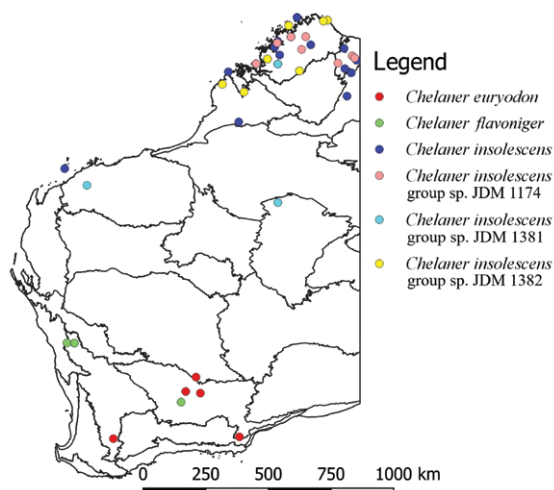 Legend
Chelaner euryodon
Chelaner flavoniger
Chelaner insolescens
Chelaner insolescens
group sp. JDM 1174
Chelaner insolescens
group sp. JDM 1381
Chelaner insolescens
group sp. JDM 1382
0 250 500 750 1000 km